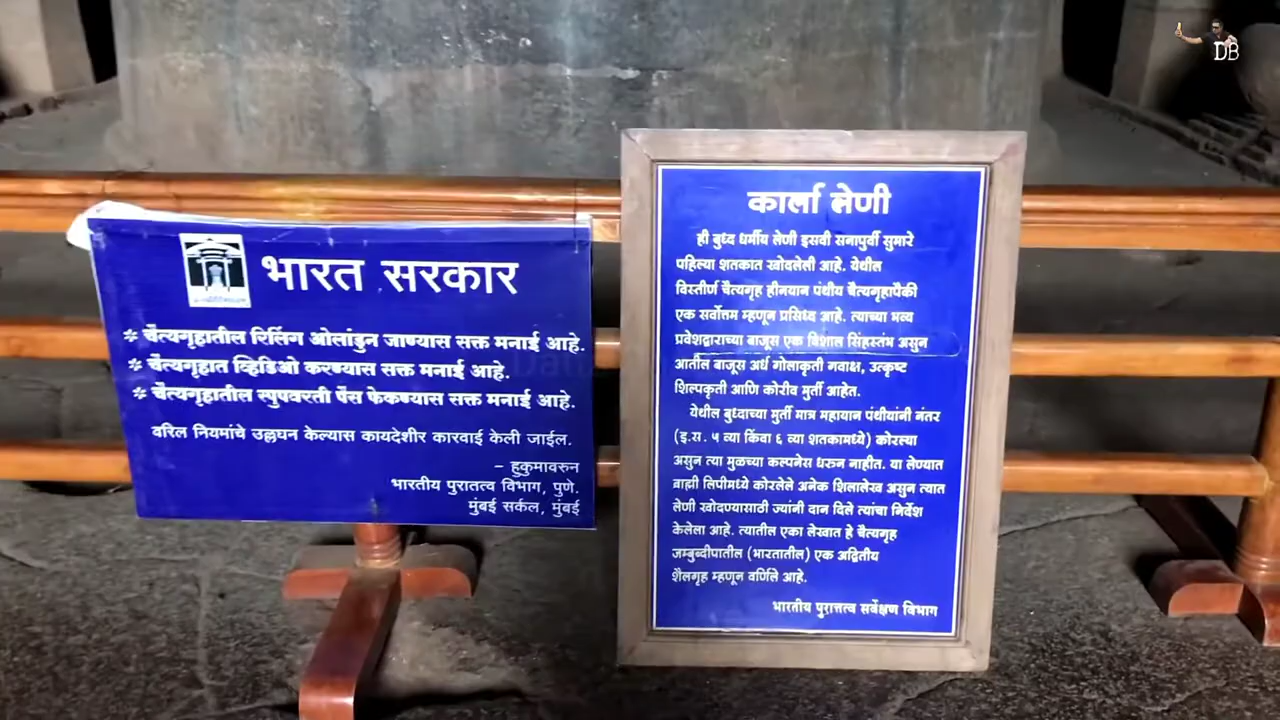 भारत सरकार
* चैत्यगृहातील रिलिंग ओलांडुन जाण्यास सक्त मनाई आहे.
* चैत्यगृहात व्हिडिओ करण्यास सक्त मनाई आहे.
* चैत्यगृहातील स्पुपवरती पैंस फेकण्यास सक्त मनाई आहे.
वरिल नियमांचे उल्लघन केल्यास कायदेशीर कारवाई केली जाईल.
– हुकुमावरुन
भारतीय पुरातत्व विभाग, पुणे.
मुंबई सर्कल, मुंबई
कार्ला लेणी
ही बुध्द धर्मीय लेणी इसवी सनापुर्वी सुमारे
पहिल्या शतकात खोदलेली आहे. येथील
विस्तीर्ण चैत्यगृह हीनयान पंथीय चैत्यगृहापैकी
एक सर्वोत्तम म्हणून प्रसिध्द आहे. त्याच्या भव्य
प्रवेशद्वाराच्या बाजूस एक विशाल सिंहस्तंभ असुन
आतील बाजूस अर्ध गोलाकृती गवाक्ष, उत्कृष्ट
शिल्पकृती आणि कोरीव मुर्ती आहेत.
येथील बुध्दाच्या मुर्ती मात्र महायान पंथीयांनी नंतर
(इ.स. ५ व्या किंवा ६ व्या शतकामध्ये) कोरल्या
असुन त्या मुळच्या कल्पनेस धरुन नाहीत. या लेण्यात
ब्राह्मी लिपीमध्ये कोरलेले अनेक शिलालेख असुन त्यात
लेणी खोदण्यासाठी ज्यांनी दान दिले त्यांचा निर्देश
केलेला आहे. त्यातील एका लेखात हे चैत्यगृह
जम्बुब्दीपातील (भारतातील) एक अद्वितीय
शैलगृह म्हणून वर्णिले आहे.
भारतीय पुरातत्त्व सर्वेक्षण विभाग
DB